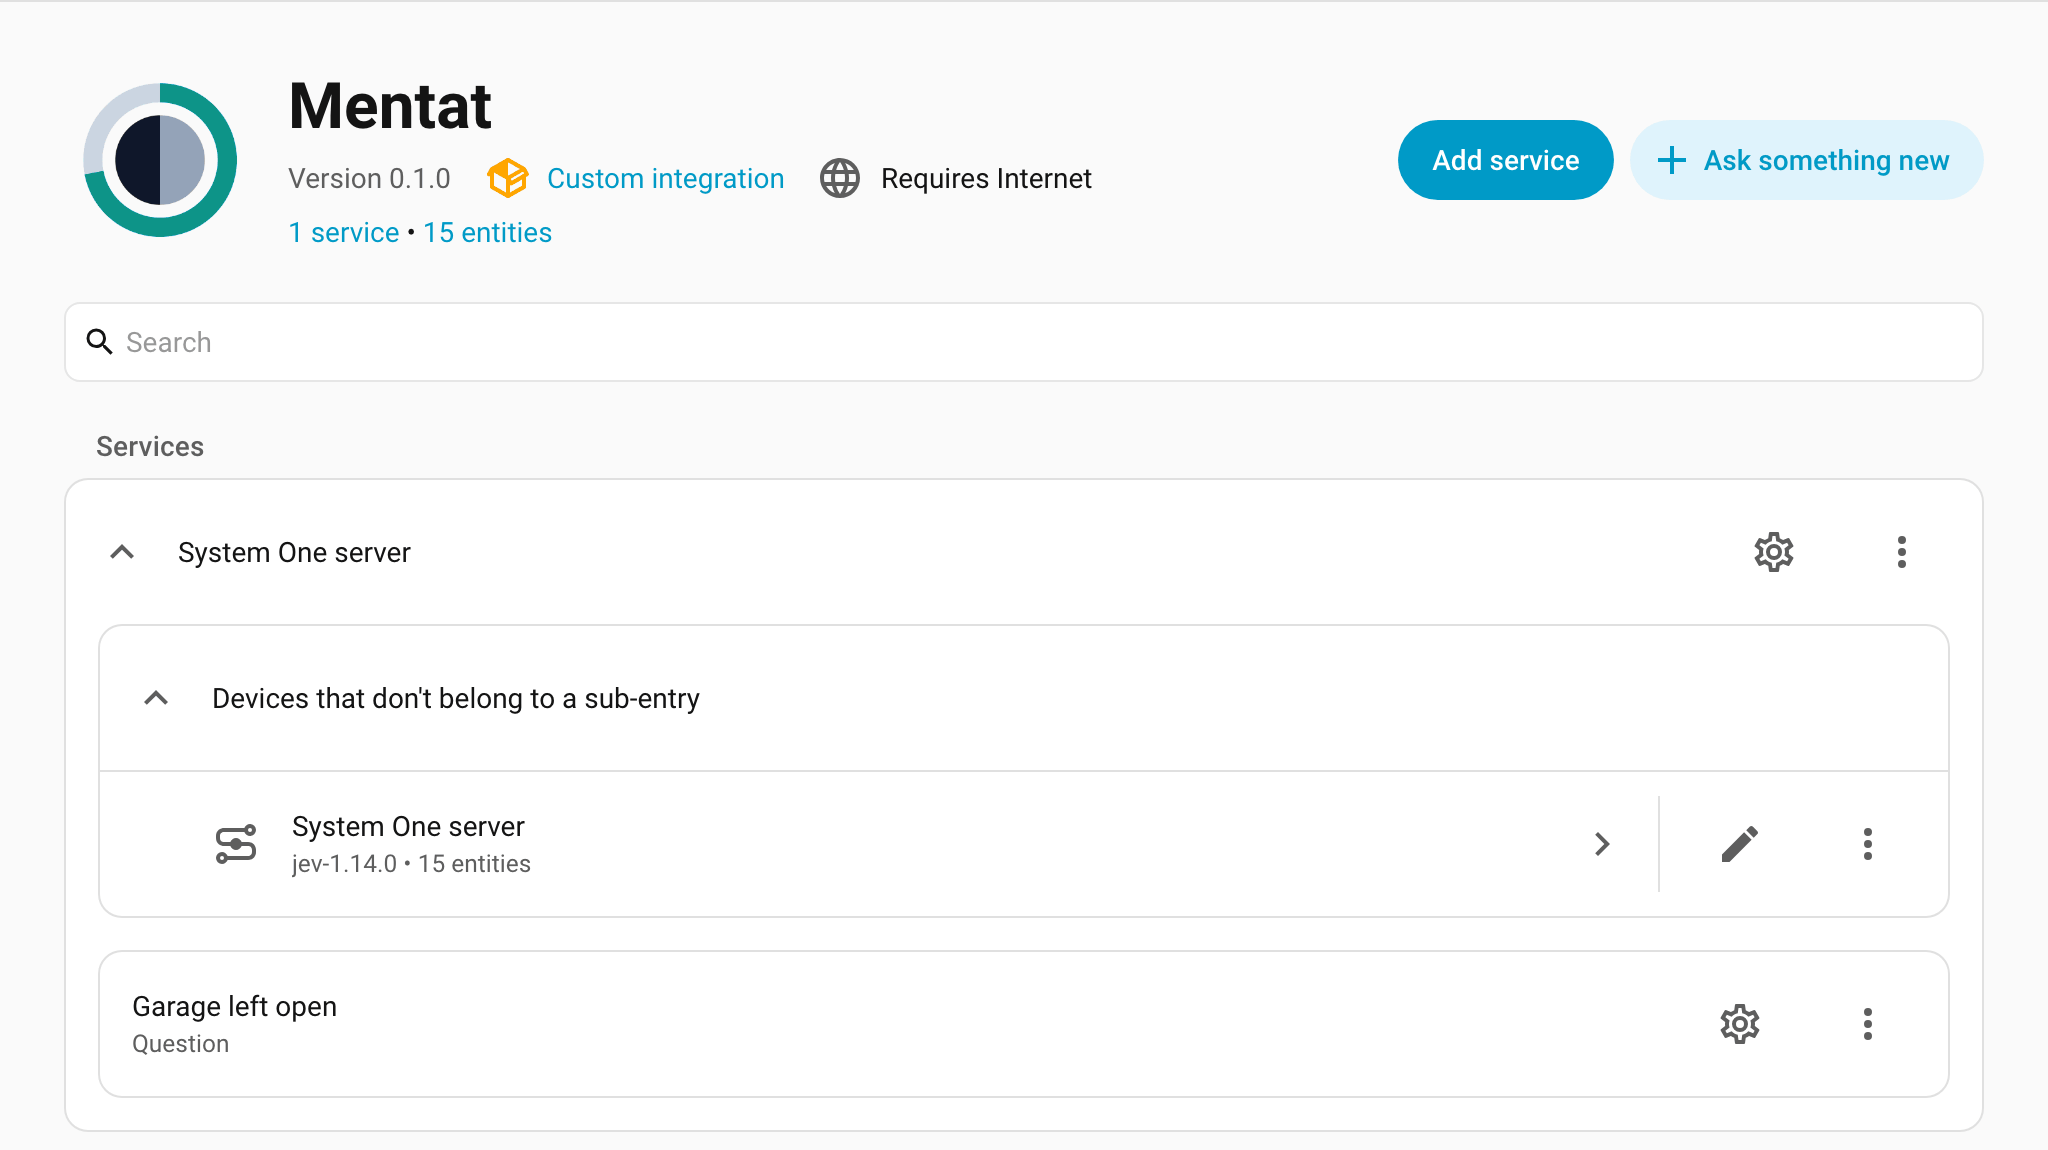 Mentat
Version 0.1.0 Custom integration Requires Internet
1 service • 15 entities
Add service
Ask something new
Search
Services
System One server
Devices that don't belong to a sub-entry
System One server
jev-1.14.0 • 15 entities
Garage left open
Question